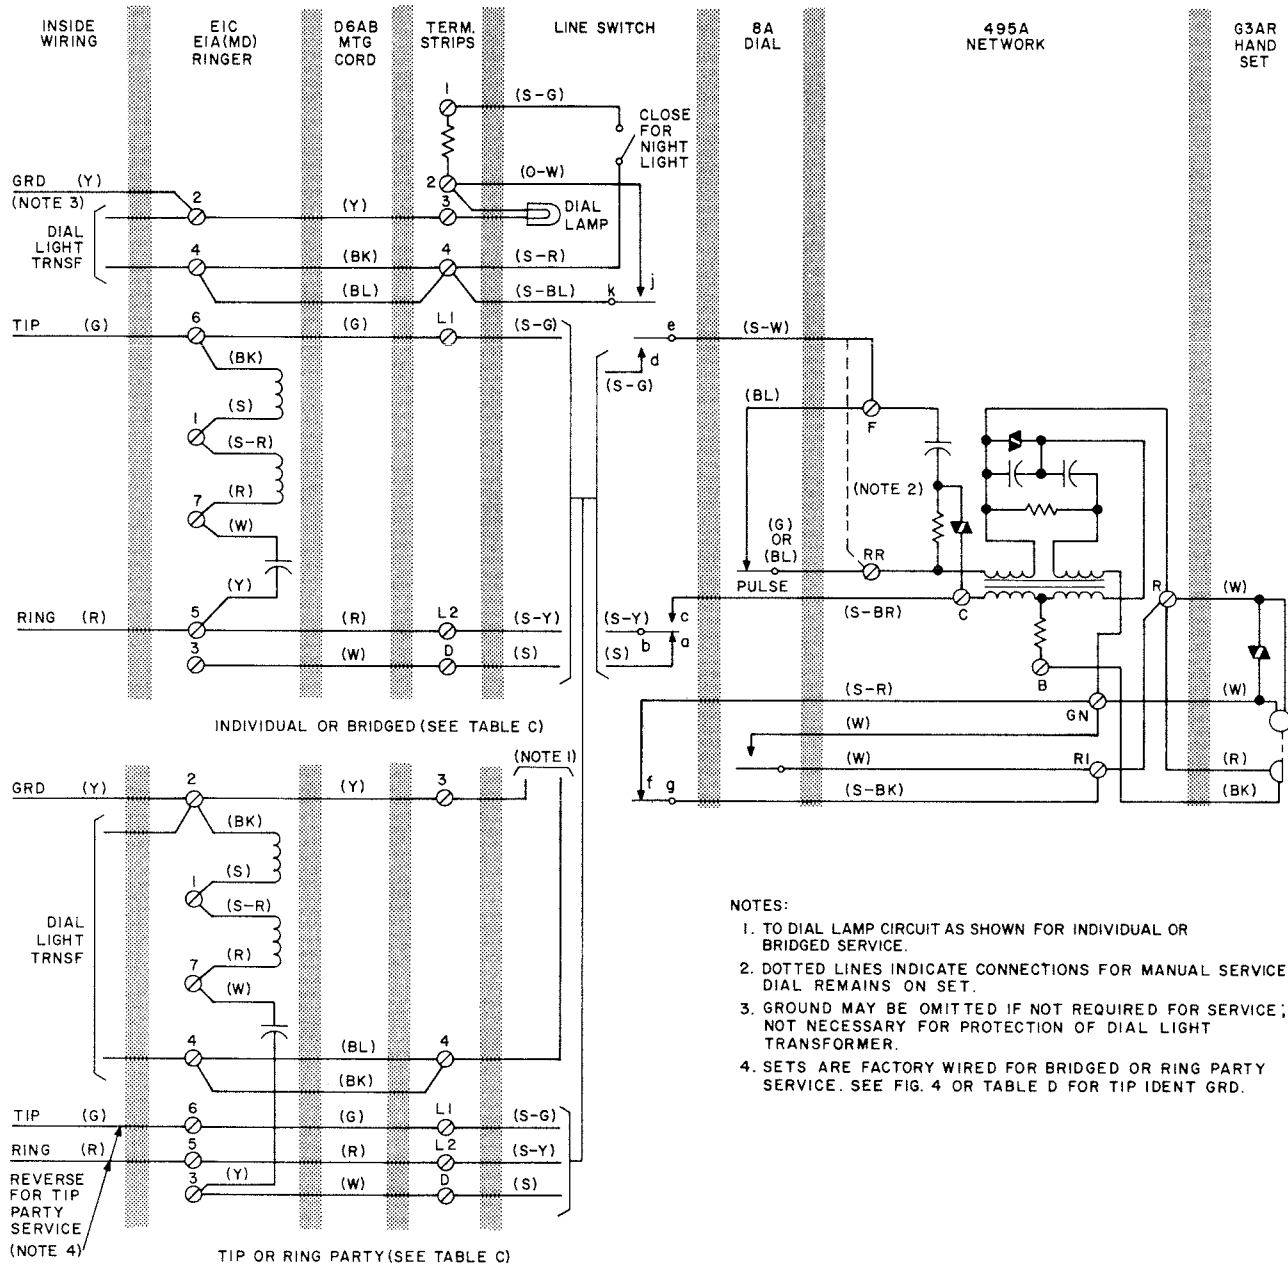 INSIDE
WIRING
EIC
EIA(MD)
RINGER
D6AB
MTG
CORD
TERM.
STRIPS
LINE SWITCH
8A
DIAL
495A
NETWORK
G3AR
HAND
SET
1
(S-G)
CLOSE
FOR
NIGHT
LIGHT
GRD (Y)
(NOTE 3)
2
(Y)
2
3
(O-W)
DIAL
LAMP
DIAL
LIGHT
TRNSF
4
(BK)
(BL)
4
(S-R)
(S-BL)
k
j
TIP (G)
6
(G)
L1
(S-G)
e
d
(S-G)
(S-W)
(BK)
(S)
1
(S-R)
(R)
7
(W)
(Y)
(BL)
F
(NOTE 2)
(G)
OR
(BL)
PULSE
RR
RING (R)
5
(R)
L2
(S-Y)
(S-Y)
b
c
a
(S-BR)
C
R
(W)
3
(W)
D
(S)
(S)
B
(S-R)
GN
(W)
(W)
(W)
R1
(R)
f g
(S-BK)
(BK)
INDIVIDUAL OR BRIDGED (SEE TABLE C)
(NOTE 1)
GRD (Y)
2
(Y)
3
(BK)
(S)
1
(S-R)
(R)
7
(W)
DIAL
LIGHT
TRNSF
4
(BL)
(BK)
4
TIP (G)
6
(G)
L1
(S-G)
RING (R)
5
(R)
L2
(S-Y)
3
(Y)
(W)
D
(S)
REVERSE
FOR TIP
PARTY
SERVICE
(NOTE 4)
TIP OR RING PARTY (SEE TABLE C)
NOTES:
1. TO DIAL LAMP CIRCUIT AS SHOWN FOR INDIVIDUAL OR
BRIDGED SERVICE.
2. DOTTED LINES INDICATE CONNECTIONS FOR MANUAL SERVICE
DIAL REMAINS ON SET.
3. GROUND MAY BE OMITTED IF NOT REQUIRED FOR SERVICE;
NOT NECESSARY FOR PROTECTION OF DIAL LIGHT
TRANSFORMER.
4. SETS ARE FACTORY WIRED FOR BRIDGED OR RING PARTY
SERVICE. SEE FIG. 4 OR TABLE D FOR TIP IDENT GRD.